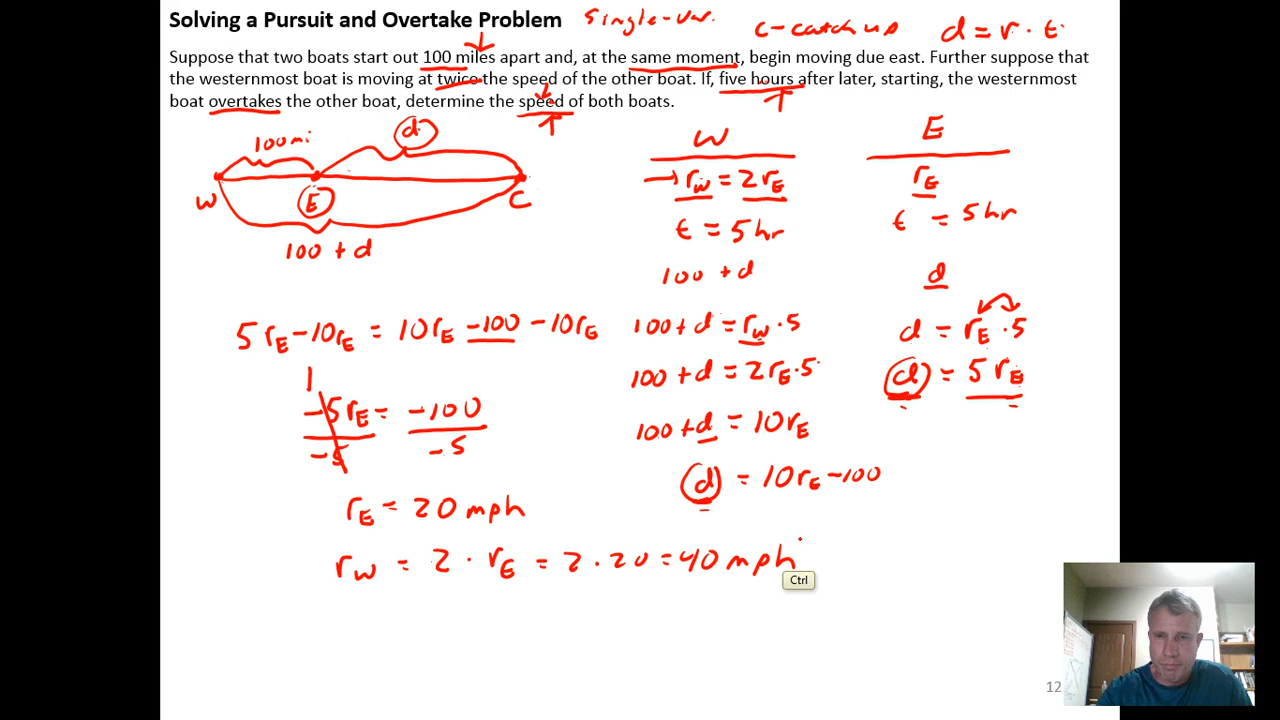 Solving a Pursuit and Overtake Problem
Single-Var.
C-catch up
d = r · t
Suppose that two boats start out 100 miles apart and, at the same moment, begin moving due east. Further suppose that
the westernmost boat is moving at twice the speed of the other boat. If, five hours after later, starting, the westernmost
boat overtakes the other boat, determine the speed of both boats.
100mi
d
W
E
C
100 + d
W
E
rW = 2rE
rE
t = 5hr
t = 5hr
100 + d
d
5rE - 10rE = 10rE - 100 - 10rE
100 + d = rW · 5
d = rE · 5
100 + d = 2rE · 5
d = 5rE
1
-5rE = -100
-5
-5
100 + d = 10rE
d = 10rE - 100
rE = 20 mph
rW = 2 · rE = 2 · 20 = 40 mph
Ctrl
12